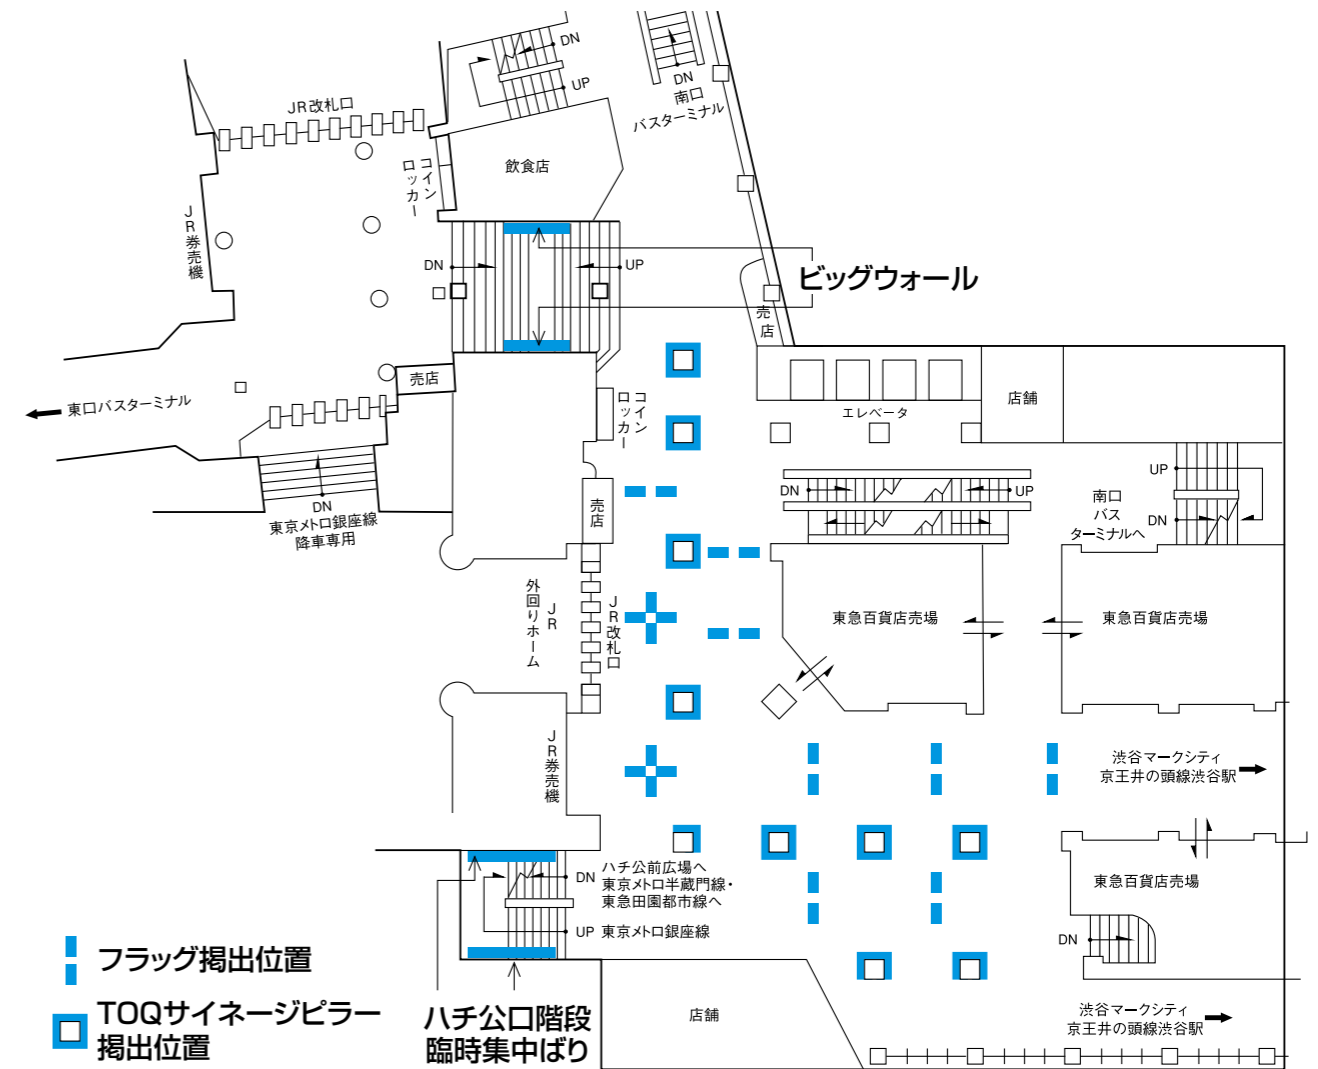 DN
UP
DN
南口
バスターミナル
JR改札口
コイン
ロッカー
飲食店
JR券売機
DN
UP
ビッグウォール
売店
売店
東口バスターミナル
コイン
ロッカー
エレベータ
店舗
DN
東京メトロ銀座線
降車専用
売店
DN
UP
UP
DN
南口
バス
ターミナルへ
JR
外回りホーム
JR改札口
東急百貨店売場
東急百貨店売場
JR券売機
渋谷マークシティ
京王井の頭線渋谷駅
DN
ハチ公前広場へ
東京メトロ半蔵門線・
東急田園都市線へ
UP
東京メトロ銀座線
東急百貨店売場
DN
フラッグ掲出位置
TOQサイネージピラー
掲出位置
ハチ公口階段
臨時集中ばり
店舗
渋谷マークシティ
京王井の頭線渋谷駅